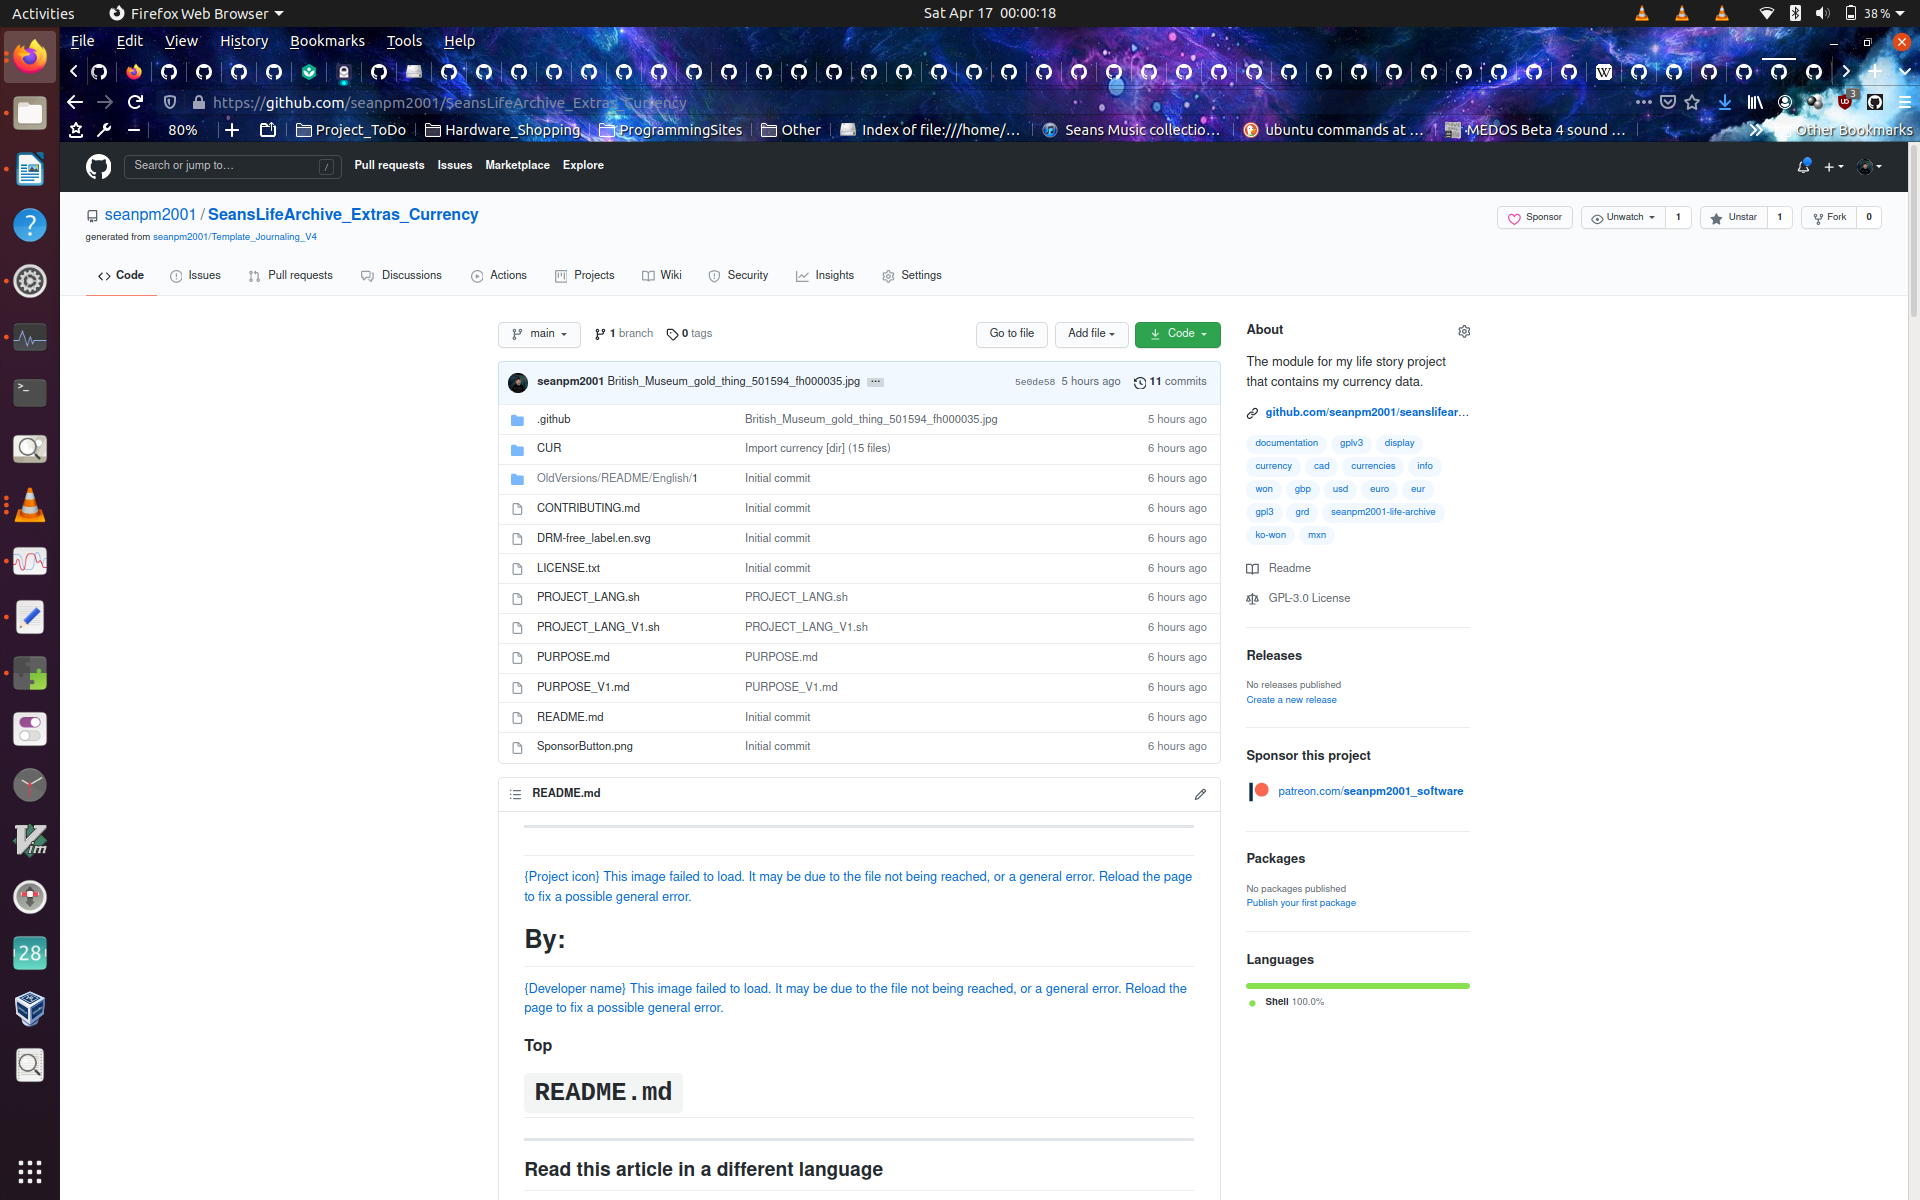 Activities Firefox Web Browser Sat Apr 17 00:00:18 38 %
File Edit View History Bookmarks Tools Help
https://github.com/seanpm2001/SeansLifeArchive_Extras_Currency 3
80% Project_ToDo Hardware_Shopping ProgrammingSites Other Index of file:///home/... Seans Music collectio... ubuntu commands at ... MEDOS Beta 4 sound ... Other Bookmarks
Search or jump to... / Pull requests Issues Marketplace Explore
seanpm2001 / SeansLifeArchive_Extras_Currency Sponsor Unwatch 1 Unstar 1 Fork 0
generated from seanpm2001/Template_Journaling_V4
Code Issues Pull requests Discussions Actions Projects Wiki Security Insights Settings
main 1 branch 0 tags Go to file Add file Code
seanpm2001 British_Museum_gold_thing_501594_fh000035.jpg ... 5e0de58 5 hours ago 11 commits
.github British_Museum_gold_thing_501594_fh000035.jpg 5 hours ago
CUR Import currency [dir] (15 files) 6 hours ago
OldVersions/README/English/1 Initial commit 6 hours ago
CONTRIBUTING.md Initial commit 6 hours ago
DRM-free_label.en.svg Initial commit 6 hours ago
LICENSE.txt Initial commit 6 hours ago
PROJECT_LANG.sh PROJECT_LANG.sh 6 hours ago
PROJECT_LANG_V1.sh PROJECT_LANG_V1.sh 6 hours ago
PURPOSE.md PURPOSE.md 6 hours ago
PURPOSE_V1.md PURPOSE_V1.md 6 hours ago
README.md Initial commit 6 hours ago
SponsorButton.png Initial commit 6 hours ago
README.md
{Project icon} This image failed to load. It may be due to the file not being reached, or a general error. Reload the page
to fix a possible general error.
By:
{Developer name} This image failed to load. It may be due to the file not being reached, or a general error. Reload the
page to fix a possible general error.
Top
README.md
Read this article in a different language
About
The module for my life story project
that contains my currency data.
github.com/seanpm2001/seanslifear...
documentation gplv3 display
currency cad currencies info
won gbp usd euro eur
gpl3 grd seanpm2001-life-archive
ko-won mxn
Readme
GPL-3.0 License
Releases
No releases published
Create a new release
Sponsor this project
patreon.com/seanpm2001_software
Packages
No packages published
Publish your first package
Languages
Shell 100.0%
28